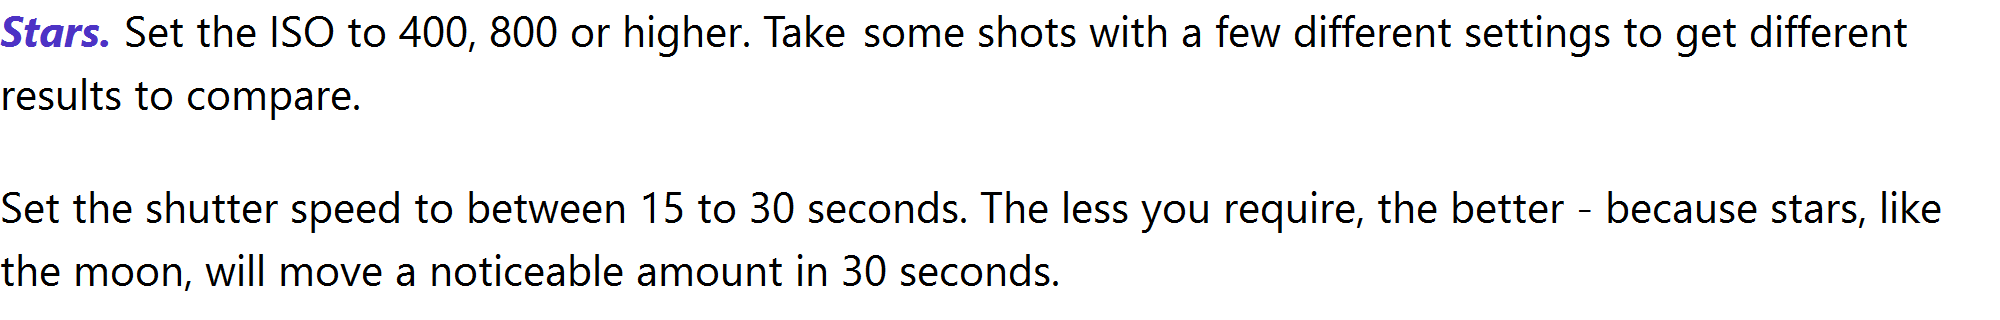 Stars. Set the ISO to 400, 800 or higher. Take some shots with a few different settings to get different
results to compare.
Set the shutter speed to between 15 to 30 seconds. The less you require, the better - because stars, like
the moon, will move a noticeable amount in 30 seconds.